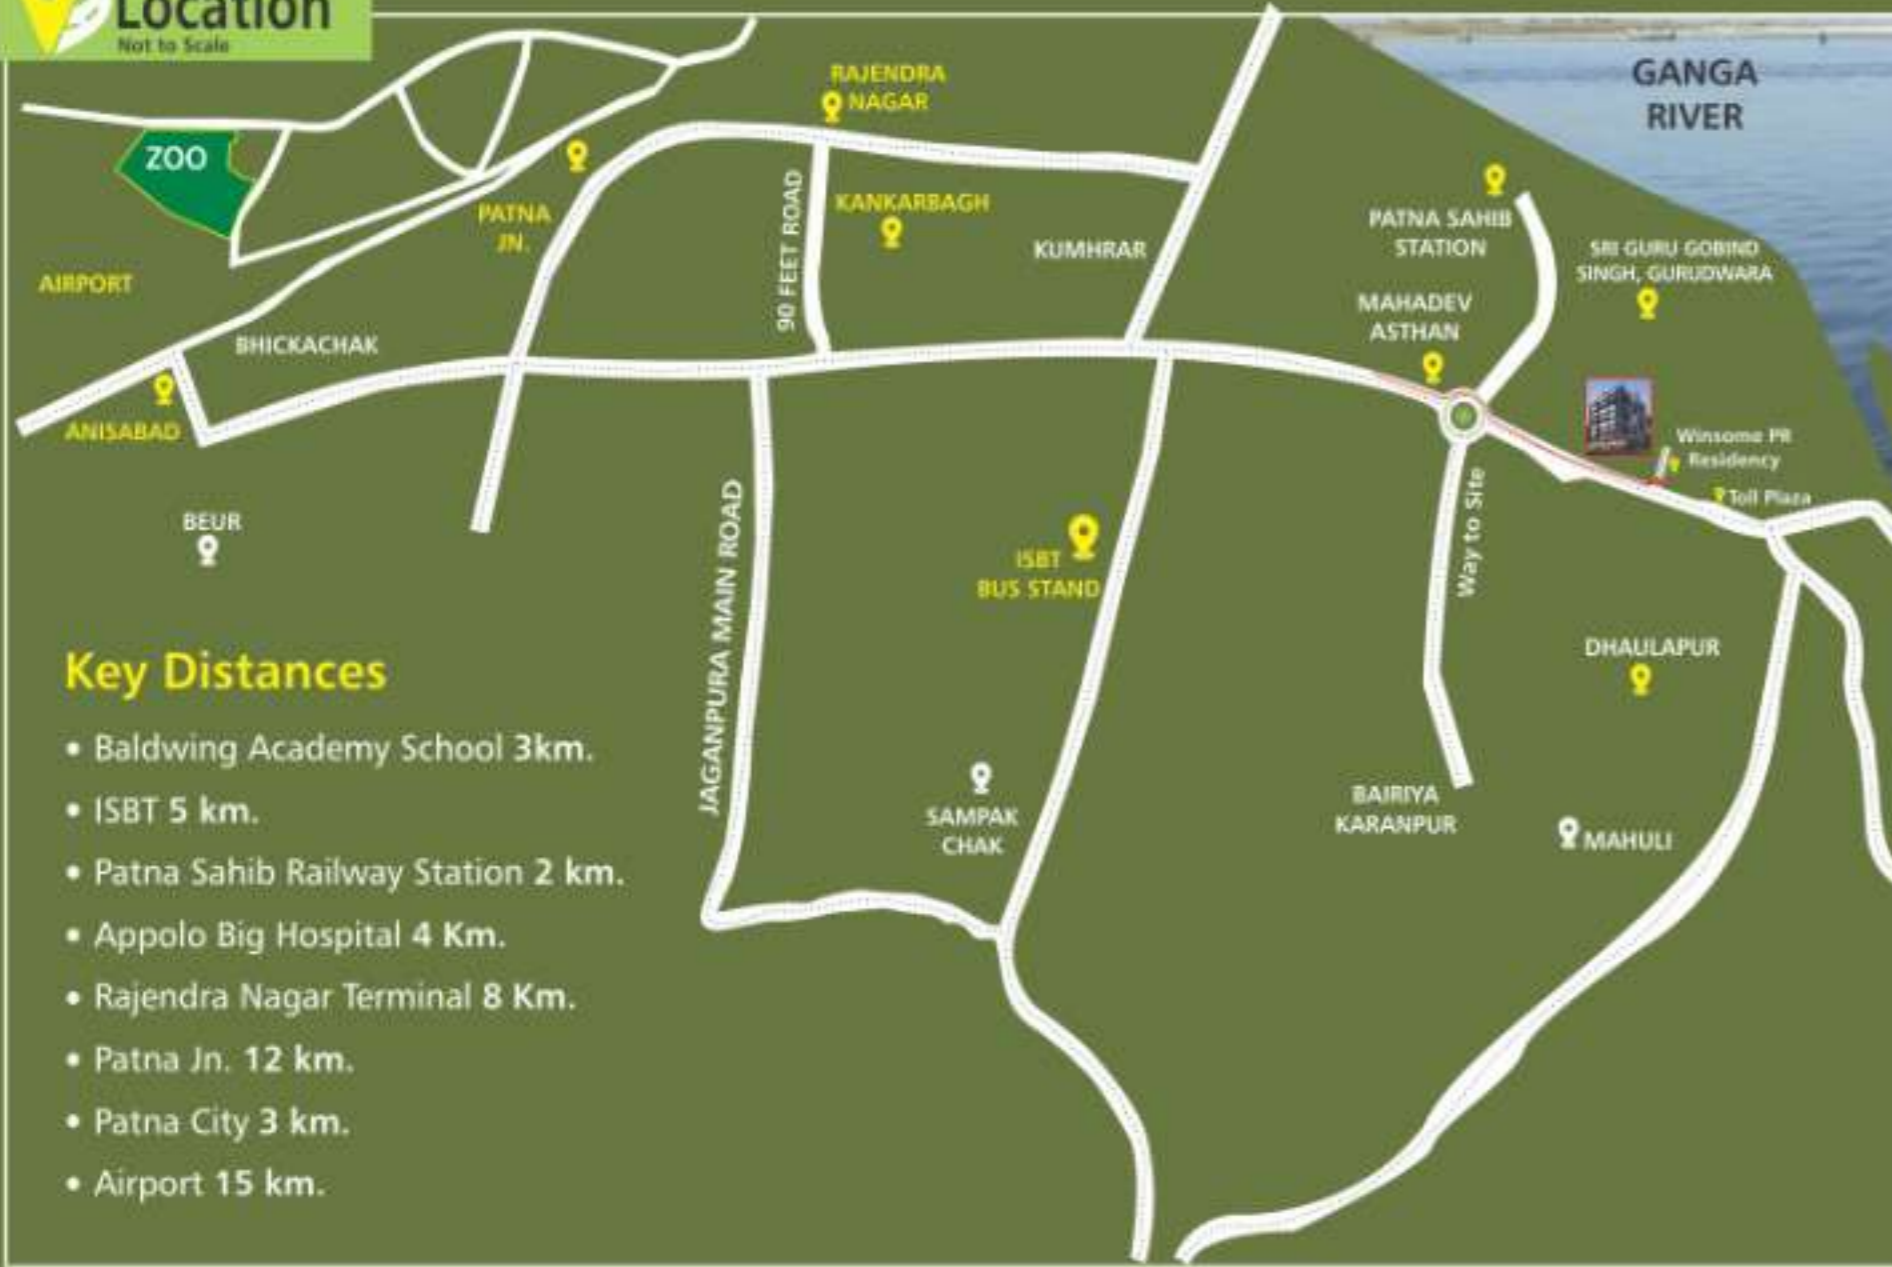 Location
Not to Scale
GANGA
RIVER
RAJENDRA
NAGAR
ZOO
PATNA
JN.
90 FEET ROAD
KANKARBAGH
KUMHRAR
PATNA SAHIB
STATION
SRI GURU GOBIND
SINGH, GURUDWARA
AIRPORT
MAHADEV
ASTHAN
BHICKACHAK
ANISABAD
Winsome PR
Residency
Toll Plaza
BEUR
JAGANPURA MAIN ROAD
ISBT
BUS STAND
Way to Site
DHAULAPUR
SAMPAK
CHAK
BAIRIYA
KARANPUR
MAHULI
Key Distances
• Baldwing Academy School 3km.
• ISBT 5 km.
• Patna Sahib Railway Station 2 km.
• Appolo Big Hospital 4 Km.
• Rajendra Nagar Terminal 8 Km.
• Patna Jn. 12 km.
• Patna City 3 km.
• Airport 15 km.